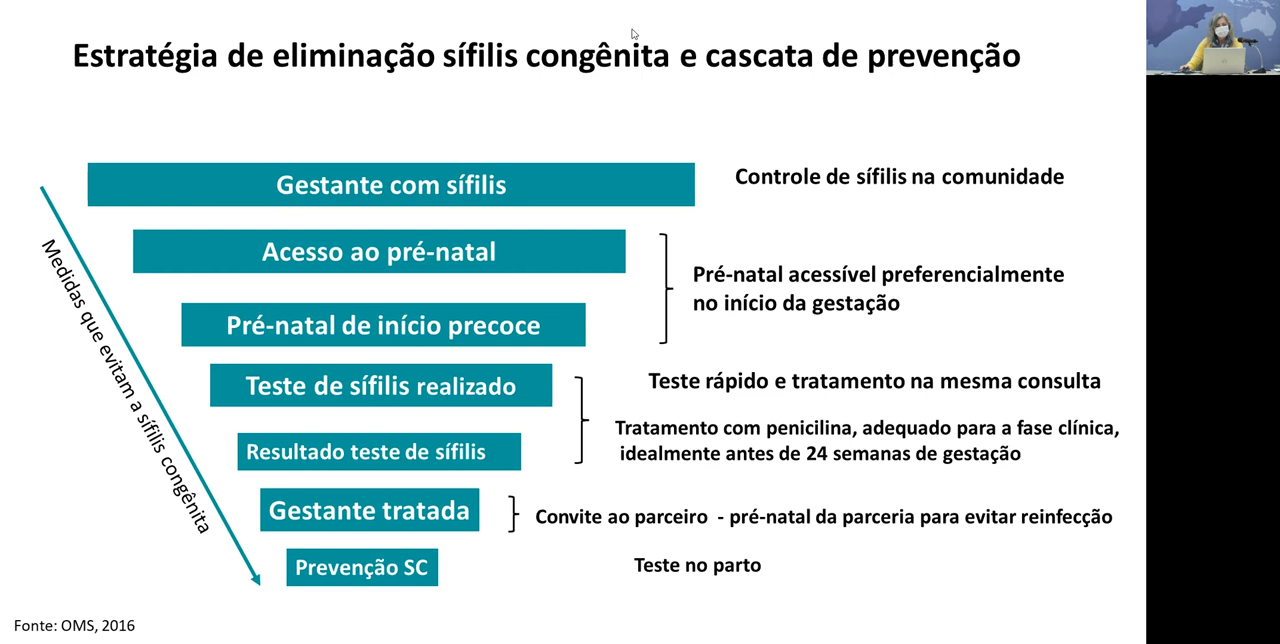 Estratégia de eliminação sífilis congênita e cascata de prevenção
Gestante com sífilis
Controle de sífilis na comunidade
Acesso ao pré-natal
Pré-natal acessível preferencialmente
no início da gestação
Pré-natal de início precoce
Teste de sífilis realizado
Teste rápido e tratamento na mesma consulta
Tratamento com penicilina, adequado para a fase clínica,
idealmente antes de 24 semanas de gestação
Resultado teste de sífilis
Gestante tratada
Convite ao parceiro - pré-natal da parceria para evitar reinfecção
Prevenção SC
Teste no parto
Medidas que evitam a sífilis congênita
Fonte: OMS, 2016